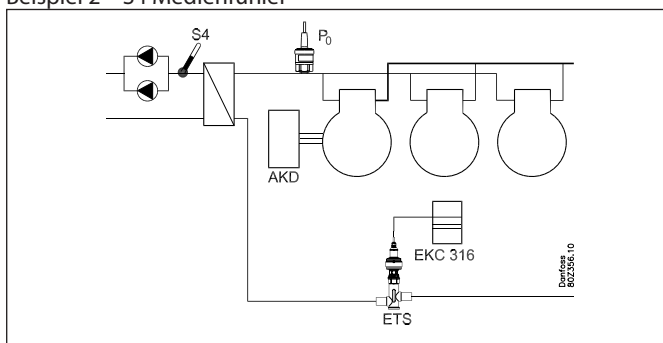 Beispiel 2 – S4 Medienfühler
S4
P0
AKD
EKC 316
ETS
Danfoss
80Z356.10